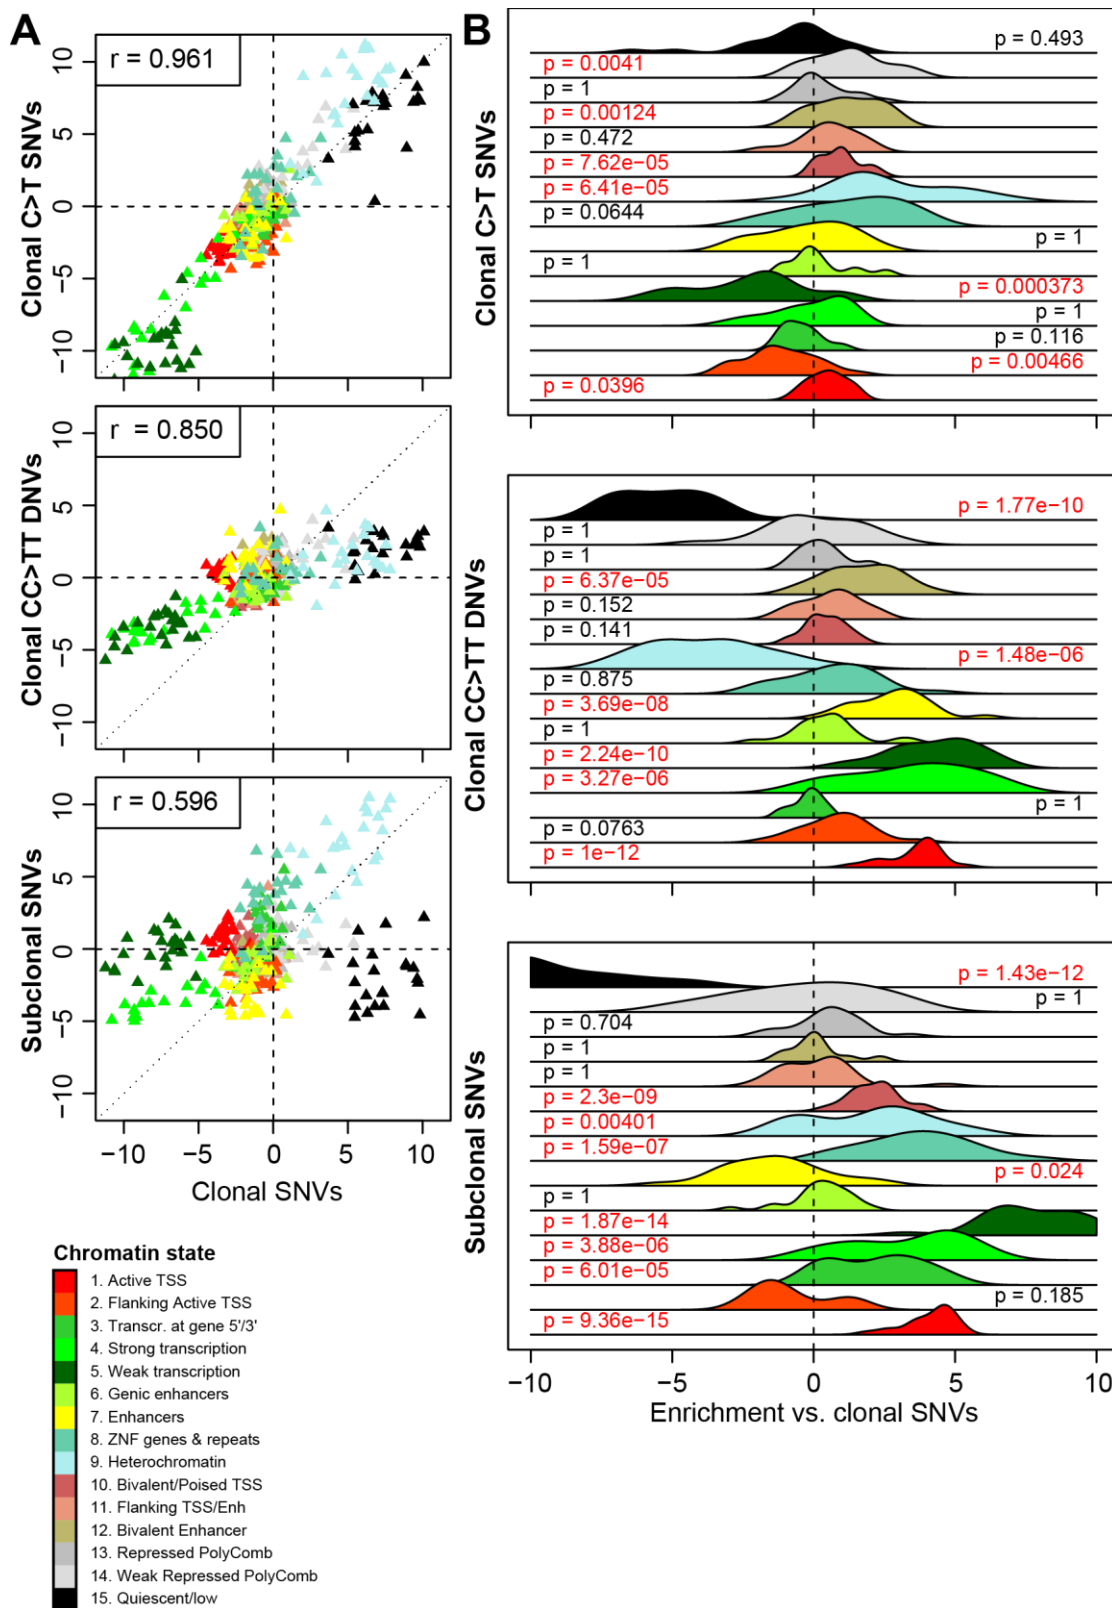 A
r = 0.961
Clonal C>T SNVs
10
5
0
−5
−10
r = 0.850
Clonal CC>TT DNVs
10
5
0
−5
−10
r = 0.596
Subclonal SNVs
10
5
0
−5
−10
−10 −5 0 5 10
Clonal SNVs
Chromatin state
1. Active TSS
2. Flanking Active TSS
3. Transcr. at gene 5'/3'
4. Strong transcription
5. Weak transcription
6. Genic enhancers
7. Enhancers
8. ZNF genes & repeats
9. Heterochromatin
10. Bivalent/Poised TSS
11. Flanking TSS/Enh
12. Bivalent Enhancer
13. Repressed PolyComb
14. Weak Repressed PolyComb
15. Quiescent/low
B
Clonal C>T SNVs
p = 0.493
p = 0.0041
p = 1
p = 0.00124
p = 0.472
p = 7.62e−05
p = 6.41e−05
p = 0.0644
p = 1
p = 1
p = 0.000373
p = 1
p = 0.116
p = 0.00466
p = 0.0396
Clonal CC>TT DNVs
p = 1.77e−10
p = 1
p = 1
p = 6.37e−05
p = 0.152
p = 0.141
p = 1.48e−06
p = 0.875
p = 3.69e−08
p = 1
p = 2.24e−10
p = 3.27e−06
p = 1
p = 0.0763
p = 1e−12
Subclonal SNVs
p = 1.43e−12
p = 1
p = 0.704
p = 1
p = 1
p = 2.3e−09
p = 0.00401
p = 1.59e−07
p = 0.024
p = 1
p = 1.87e−14
p = 3.88e−06
p = 6.01e−05
p = 0.185
p = 9.36e−15
−10 −5 0 5 10
Enrichment vs. clonal SNVs